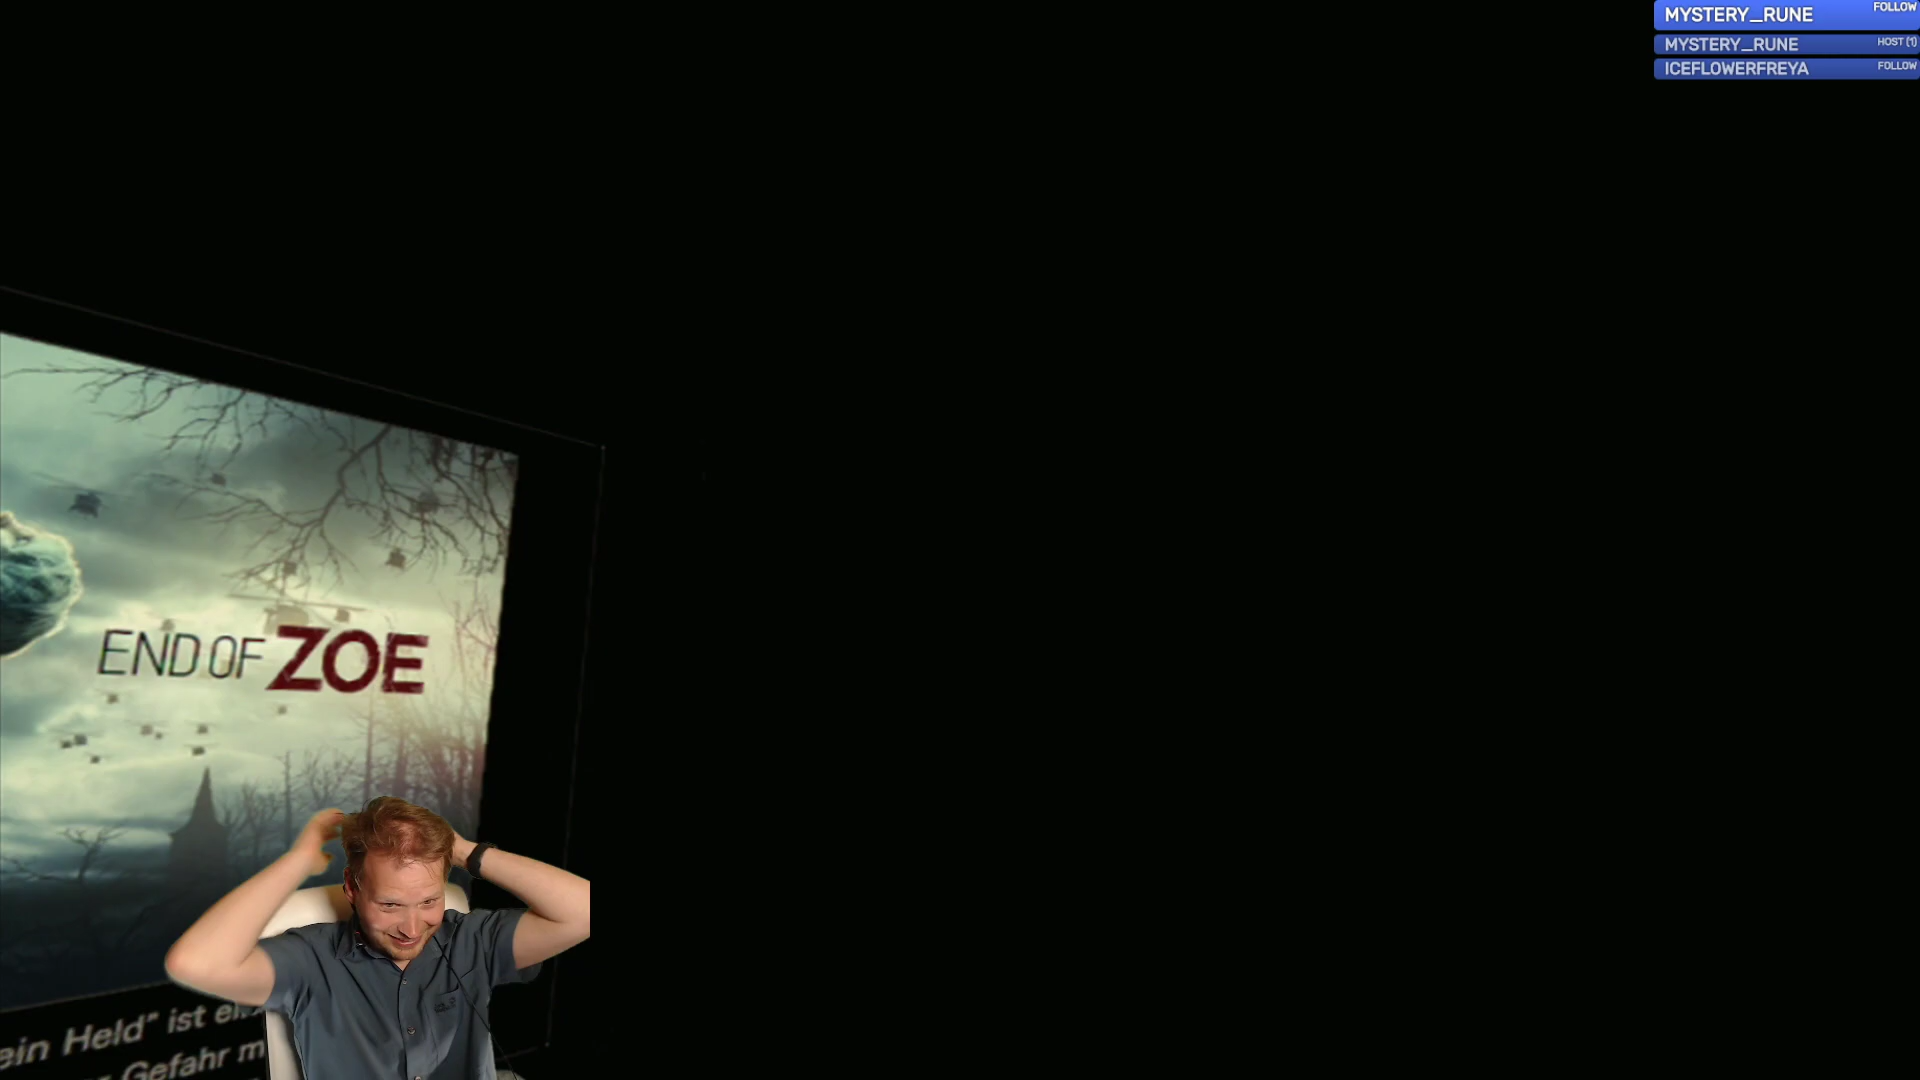 MYSTERY_RUNE FOLLOW
MYSTERY_RUNE HOST (1)
ICEFLOWERFREYA FOLLOW
END OF ZOE
ein Held" ist
Gefahr